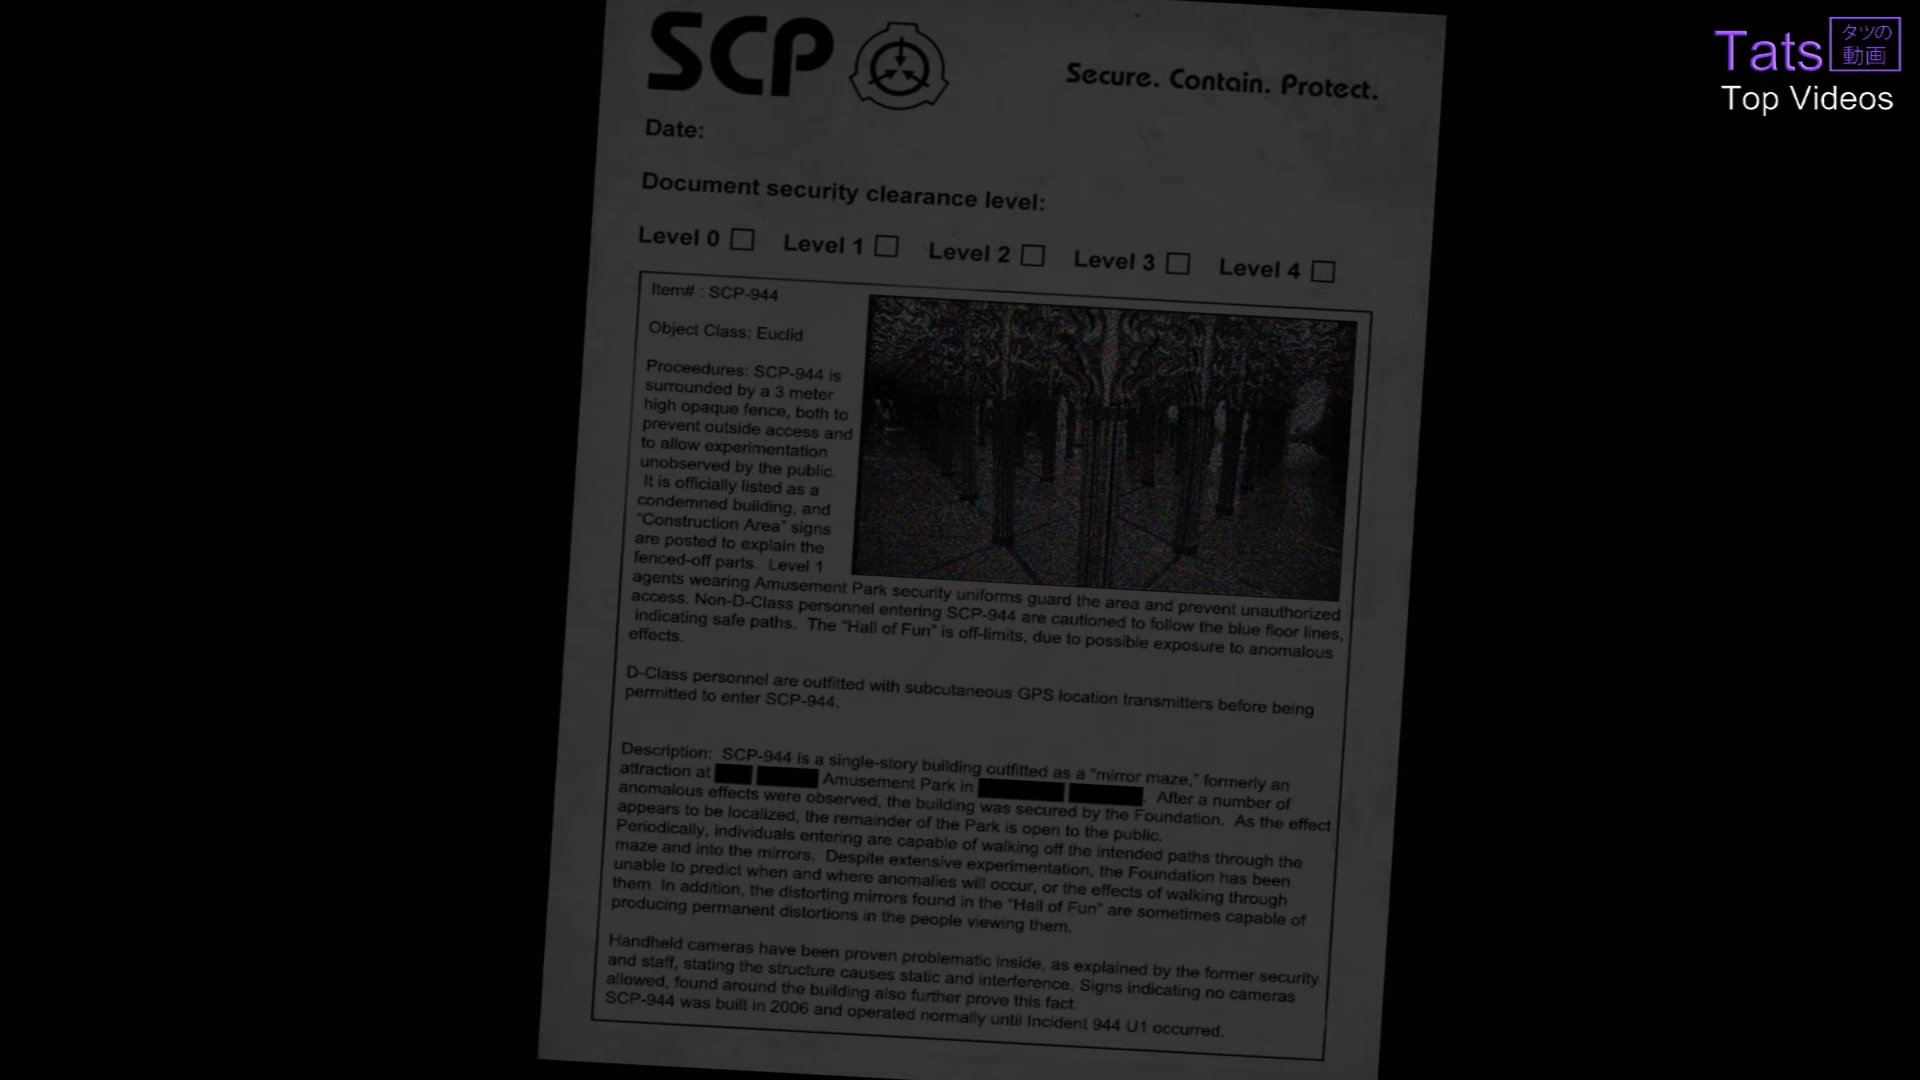 SCP
Secure. Contain. Protect.
Tats タツの動画
Top Videos
Date:
Document security clearance level:
Level 0 Level 1 Level 2 Level 3 Level 4
Item# : SCP-944
Object Class: Euclid
Proceedures: SCP-944 is
surrounded by a 3 meter
high opaque fence, both to
prevent outside access and
to allow experimentation
unobserved by the public.
It is officially listed as a
condemned building, and
"Construction Area" signs
are posted to explain the
fenced-off parts. Level 1
agents wearing Amusement Park security uniforms guard the area and prevent unauthorized
access. Non-D-Class personnel entering SCP-944 are cautioned to follow the blue floor lines,
indicating safe paths. The "Hall of Fun" is off-limits, due to possible exposure to anomalous
effects.
D-Class personnel are outfitted with subcutaneous GPS location transmitters before being
permitted to enter SCP-944.
Description: SCP-944 is a single-story building outfitted as a "mirror maze," formerly an
attraction at Amusement Park in . After a number of
anomalous effects were observed, the building was secured by the Foundation. As the effect
appears to be localized, the remainder of the Park is open to the public.
Periodically, individuals entering are capable of walking off the intended paths through the
maze and into the mirrors. Despite extensive experimentation, the Foundation has been
unable to predict when and where anomalies will occur, or the effects of walking through
them. In addition, the distorting mirrors found in the "Hall of Fun" are sometimes capable of
producing permanent distortions in the people viewing them.
Handheld cameras have been proven problematic inside, as explained by the former security
and staff, stating the structure causes static and interference. Signs indicating no cameras
allowed, found around the building also further prove this fact.
SCP-944 was built in 2006 and operated normally until Incident 944 U1 occurred.